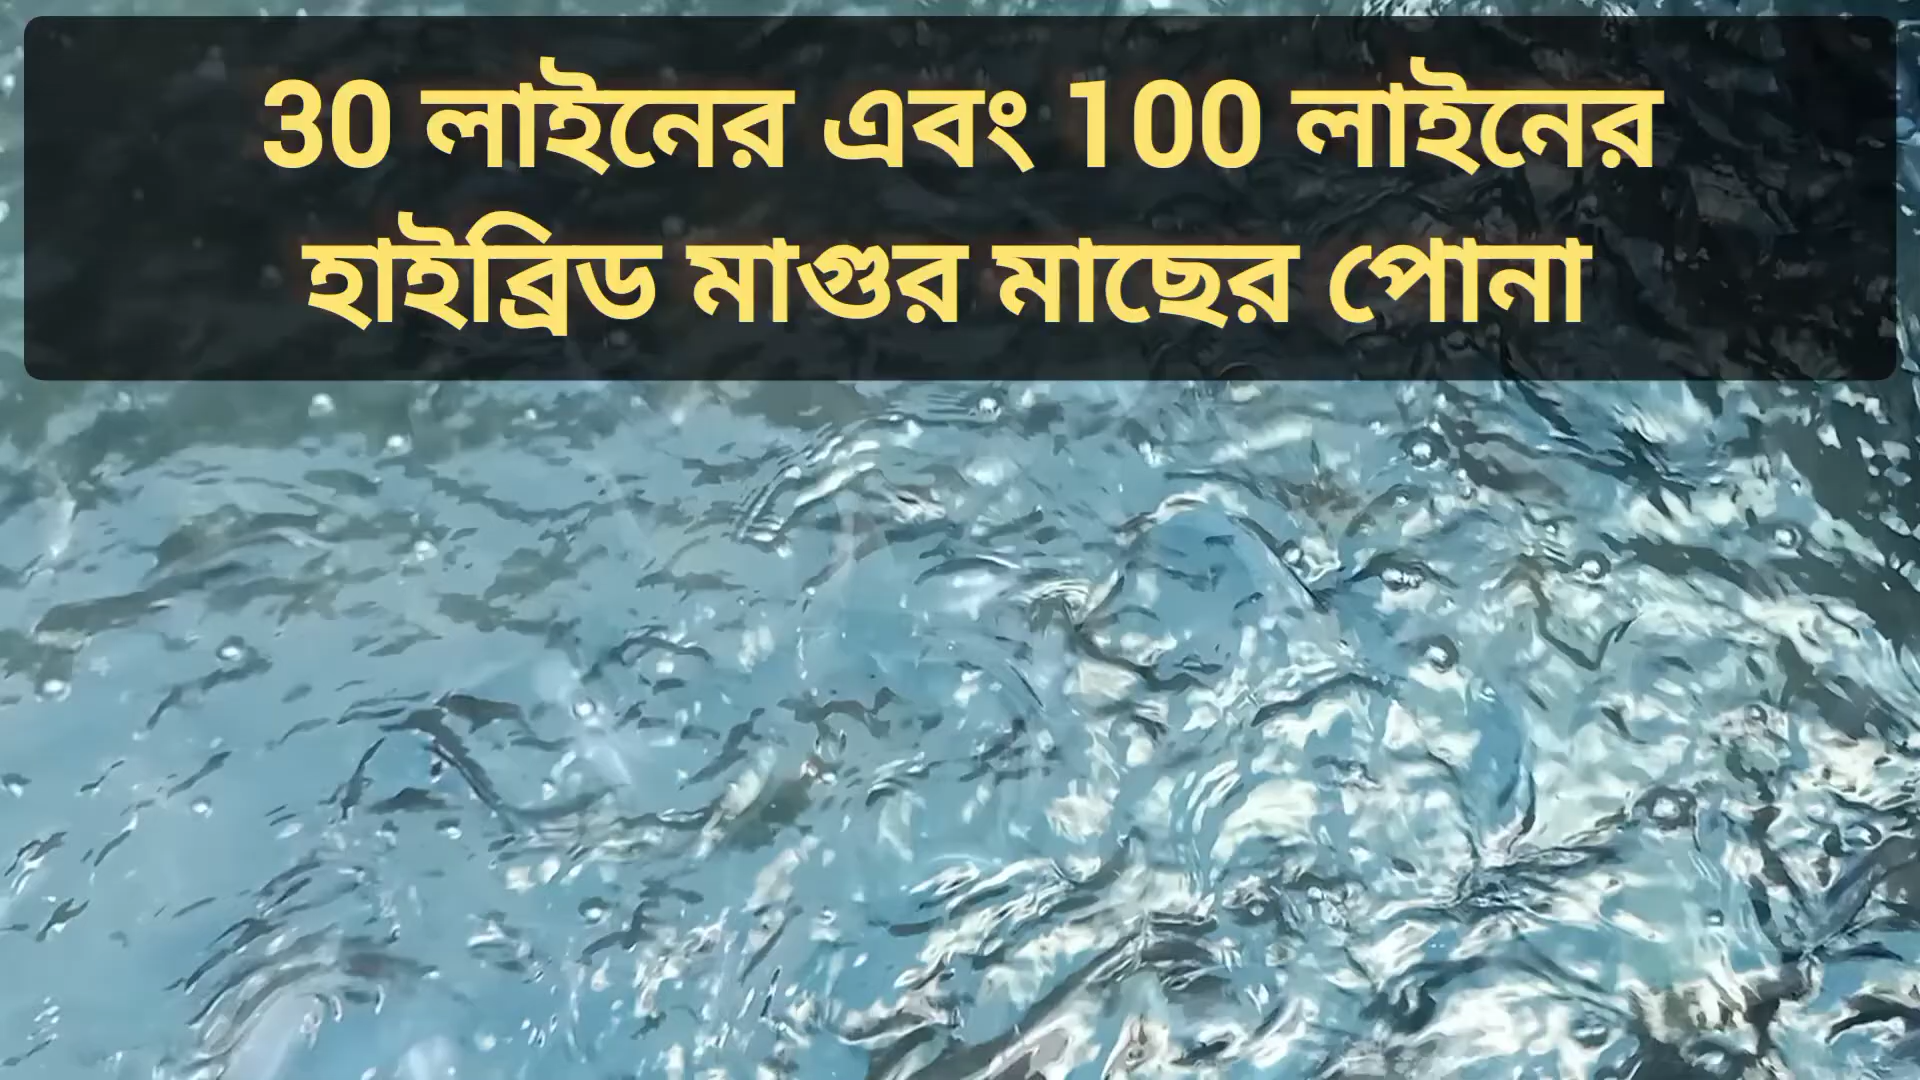 30 লাইনের এবং 100 লাইনের
হাইব্রিড মাগুর মাছের পোনা